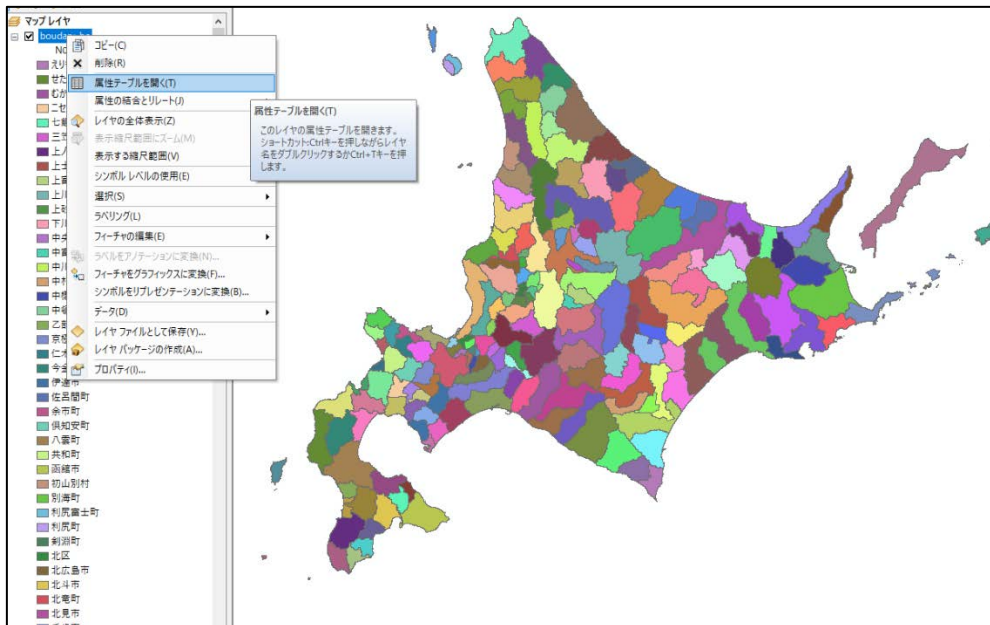 マップ レイヤ
コピー(C)
削除(R)
属性テーブルを開く(T)
属性の結合とリレート(J)
レイヤの全体表示(Z)
表示縮尺範囲にズーム(M)
表示する縮尺範囲(V)
シンボル レベルの使用(E)
選択(S)
ラベリング(L)
フィーチャの編集(E)
ラベルをアノテーションに変換(N)...
フィーチャをグラフィックスに変換(F)...
シンボルをリプレゼンテーションに変換(B)...
データ(D)
レイヤ ファイルとして保存(Y)...
レイヤ パッケージの作成(A)...
プロパティ(I)...
属性テーブルを開く(T)
このレイヤの属性テーブルを開きます。
ショートカット:Ctrlキーを押しながらレイヤ
名をダブルクリックするかCtrl+Tキーを押
します。
伊達市
佐呂間町
余市町
倶知安町
八雲町
共和町
函館市
初山別村
別海町
利尻富士町
利尻町
剣淵町
北区
北広島市
北斗市
北竜町
北見市